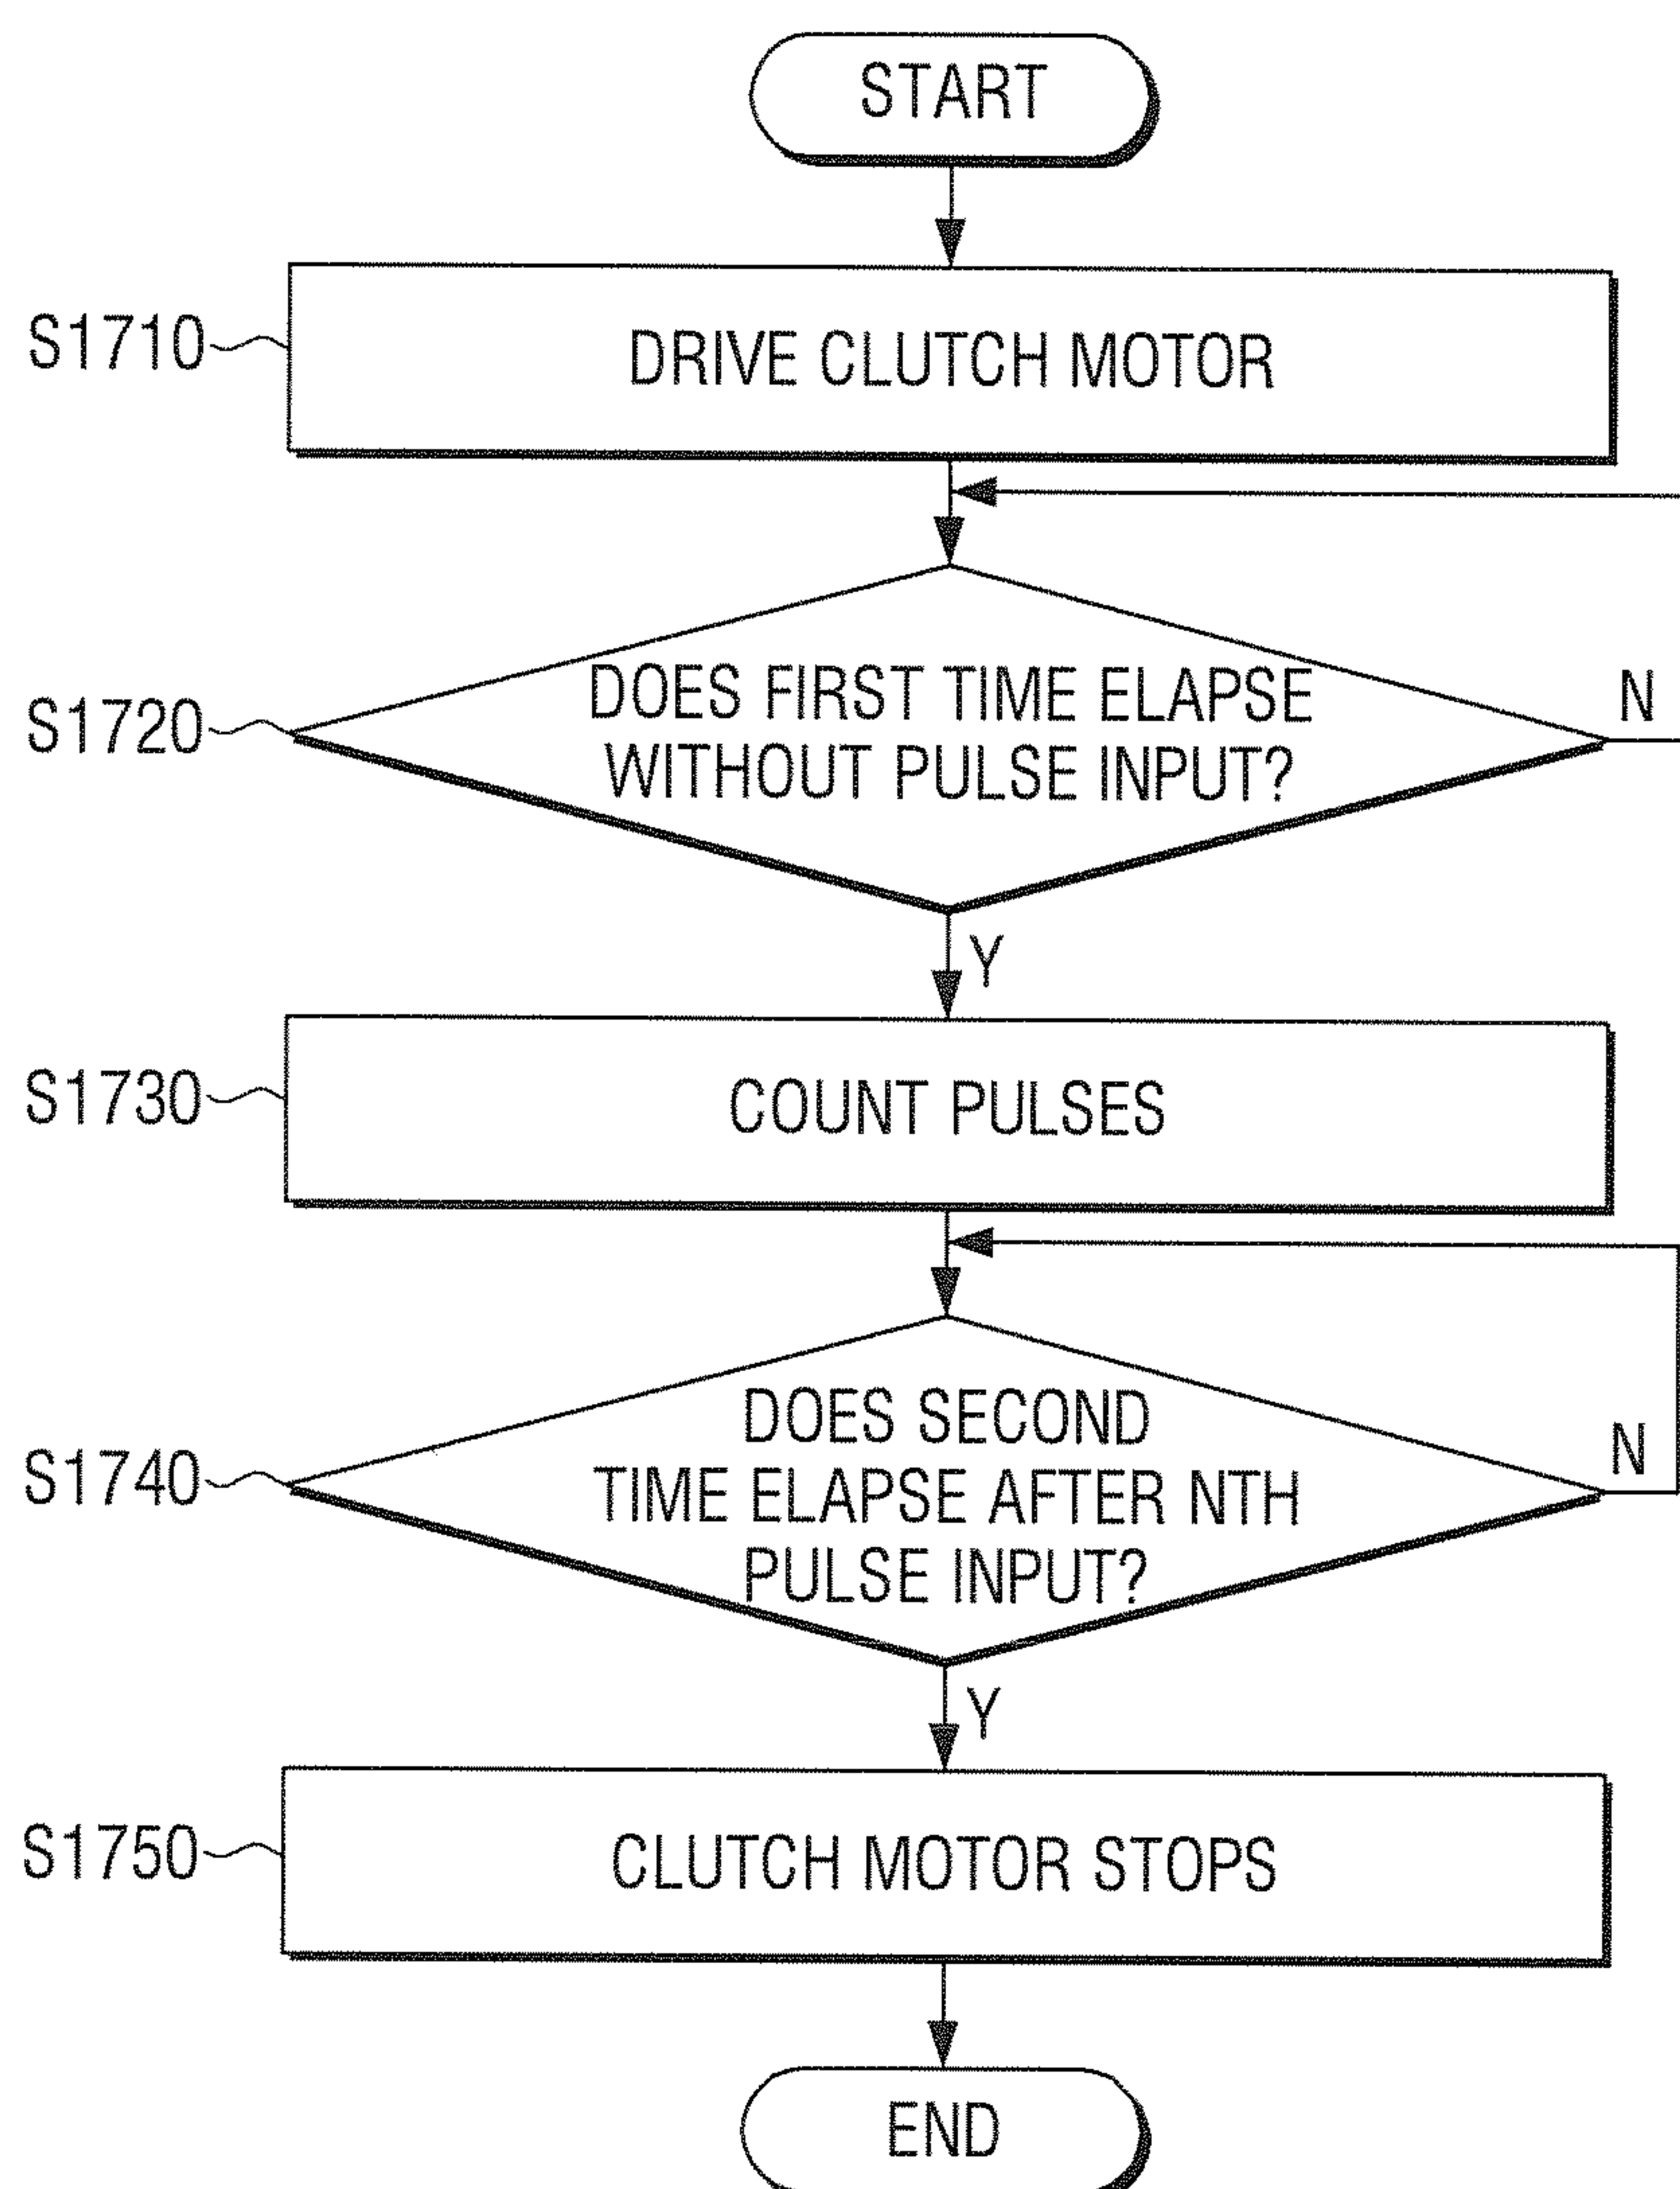 START
S1710
DRIVE CLUTCH MOTOR
S1720
DOES FIRST TIME ELAPSE
WITHOUT PULSE INPUT?
N
Y
S1730
COUNT PULSES
S1740
DOES SECOND
TIME ELAPSE AFTER NTH
PULSE INPUT?
N
Y
S1750
CLUTCH MOTOR STOPS
END